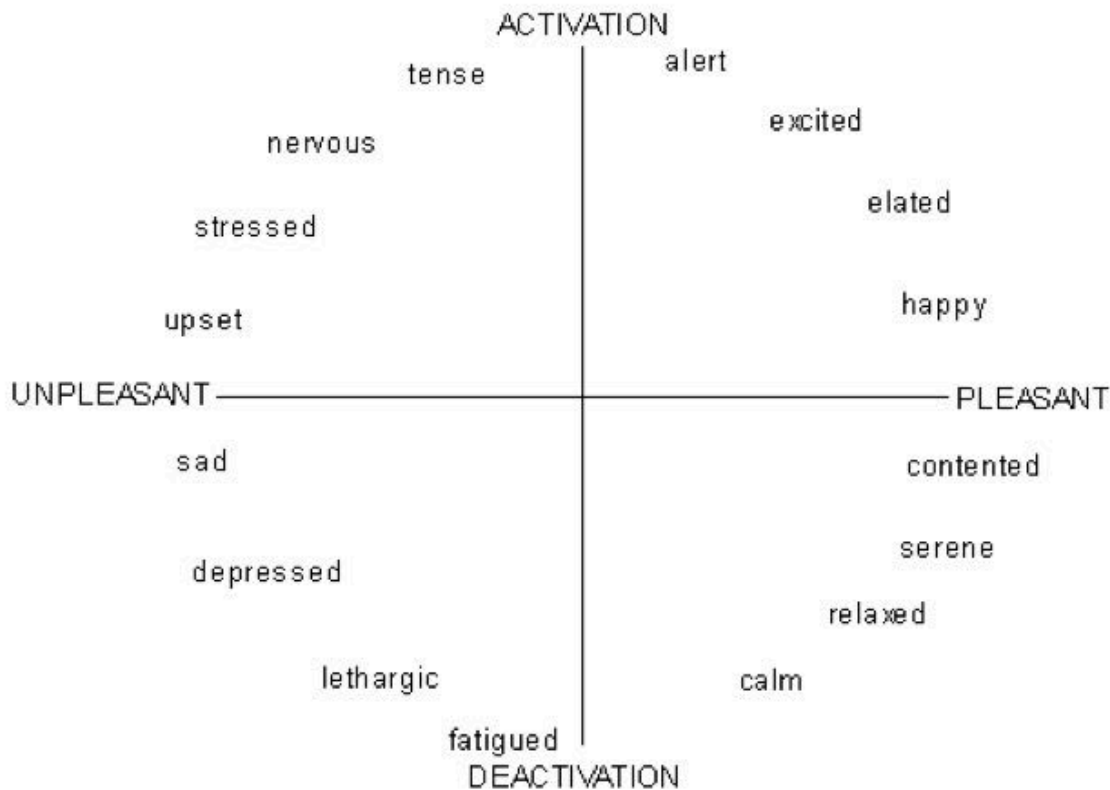 ACTIVATION
alert
tense
excited
nervous
elated
stressed
happy
upset
UNPLEASANT PLEASANT
sad
contented
serene
depressed
relaxed
lethargic
calm
fatigued
DEACTIVATION